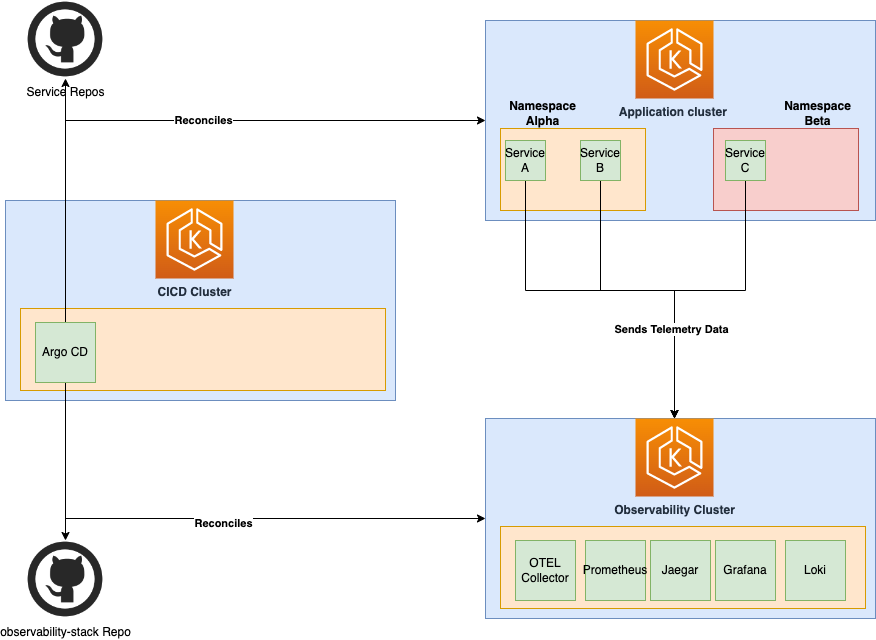 Service Repos
Reconciles
Application cluster
Namespace
Alpha
Namespace
Beta
Service
A
Service
B
Service
C
CICD Cluster
Argo CD
Sends Telemetry Data
Reconciles
Observability Cluster
OTEL
Collector
Prometheus
Jaegar
Grafana
Loki
observability-stack Repo